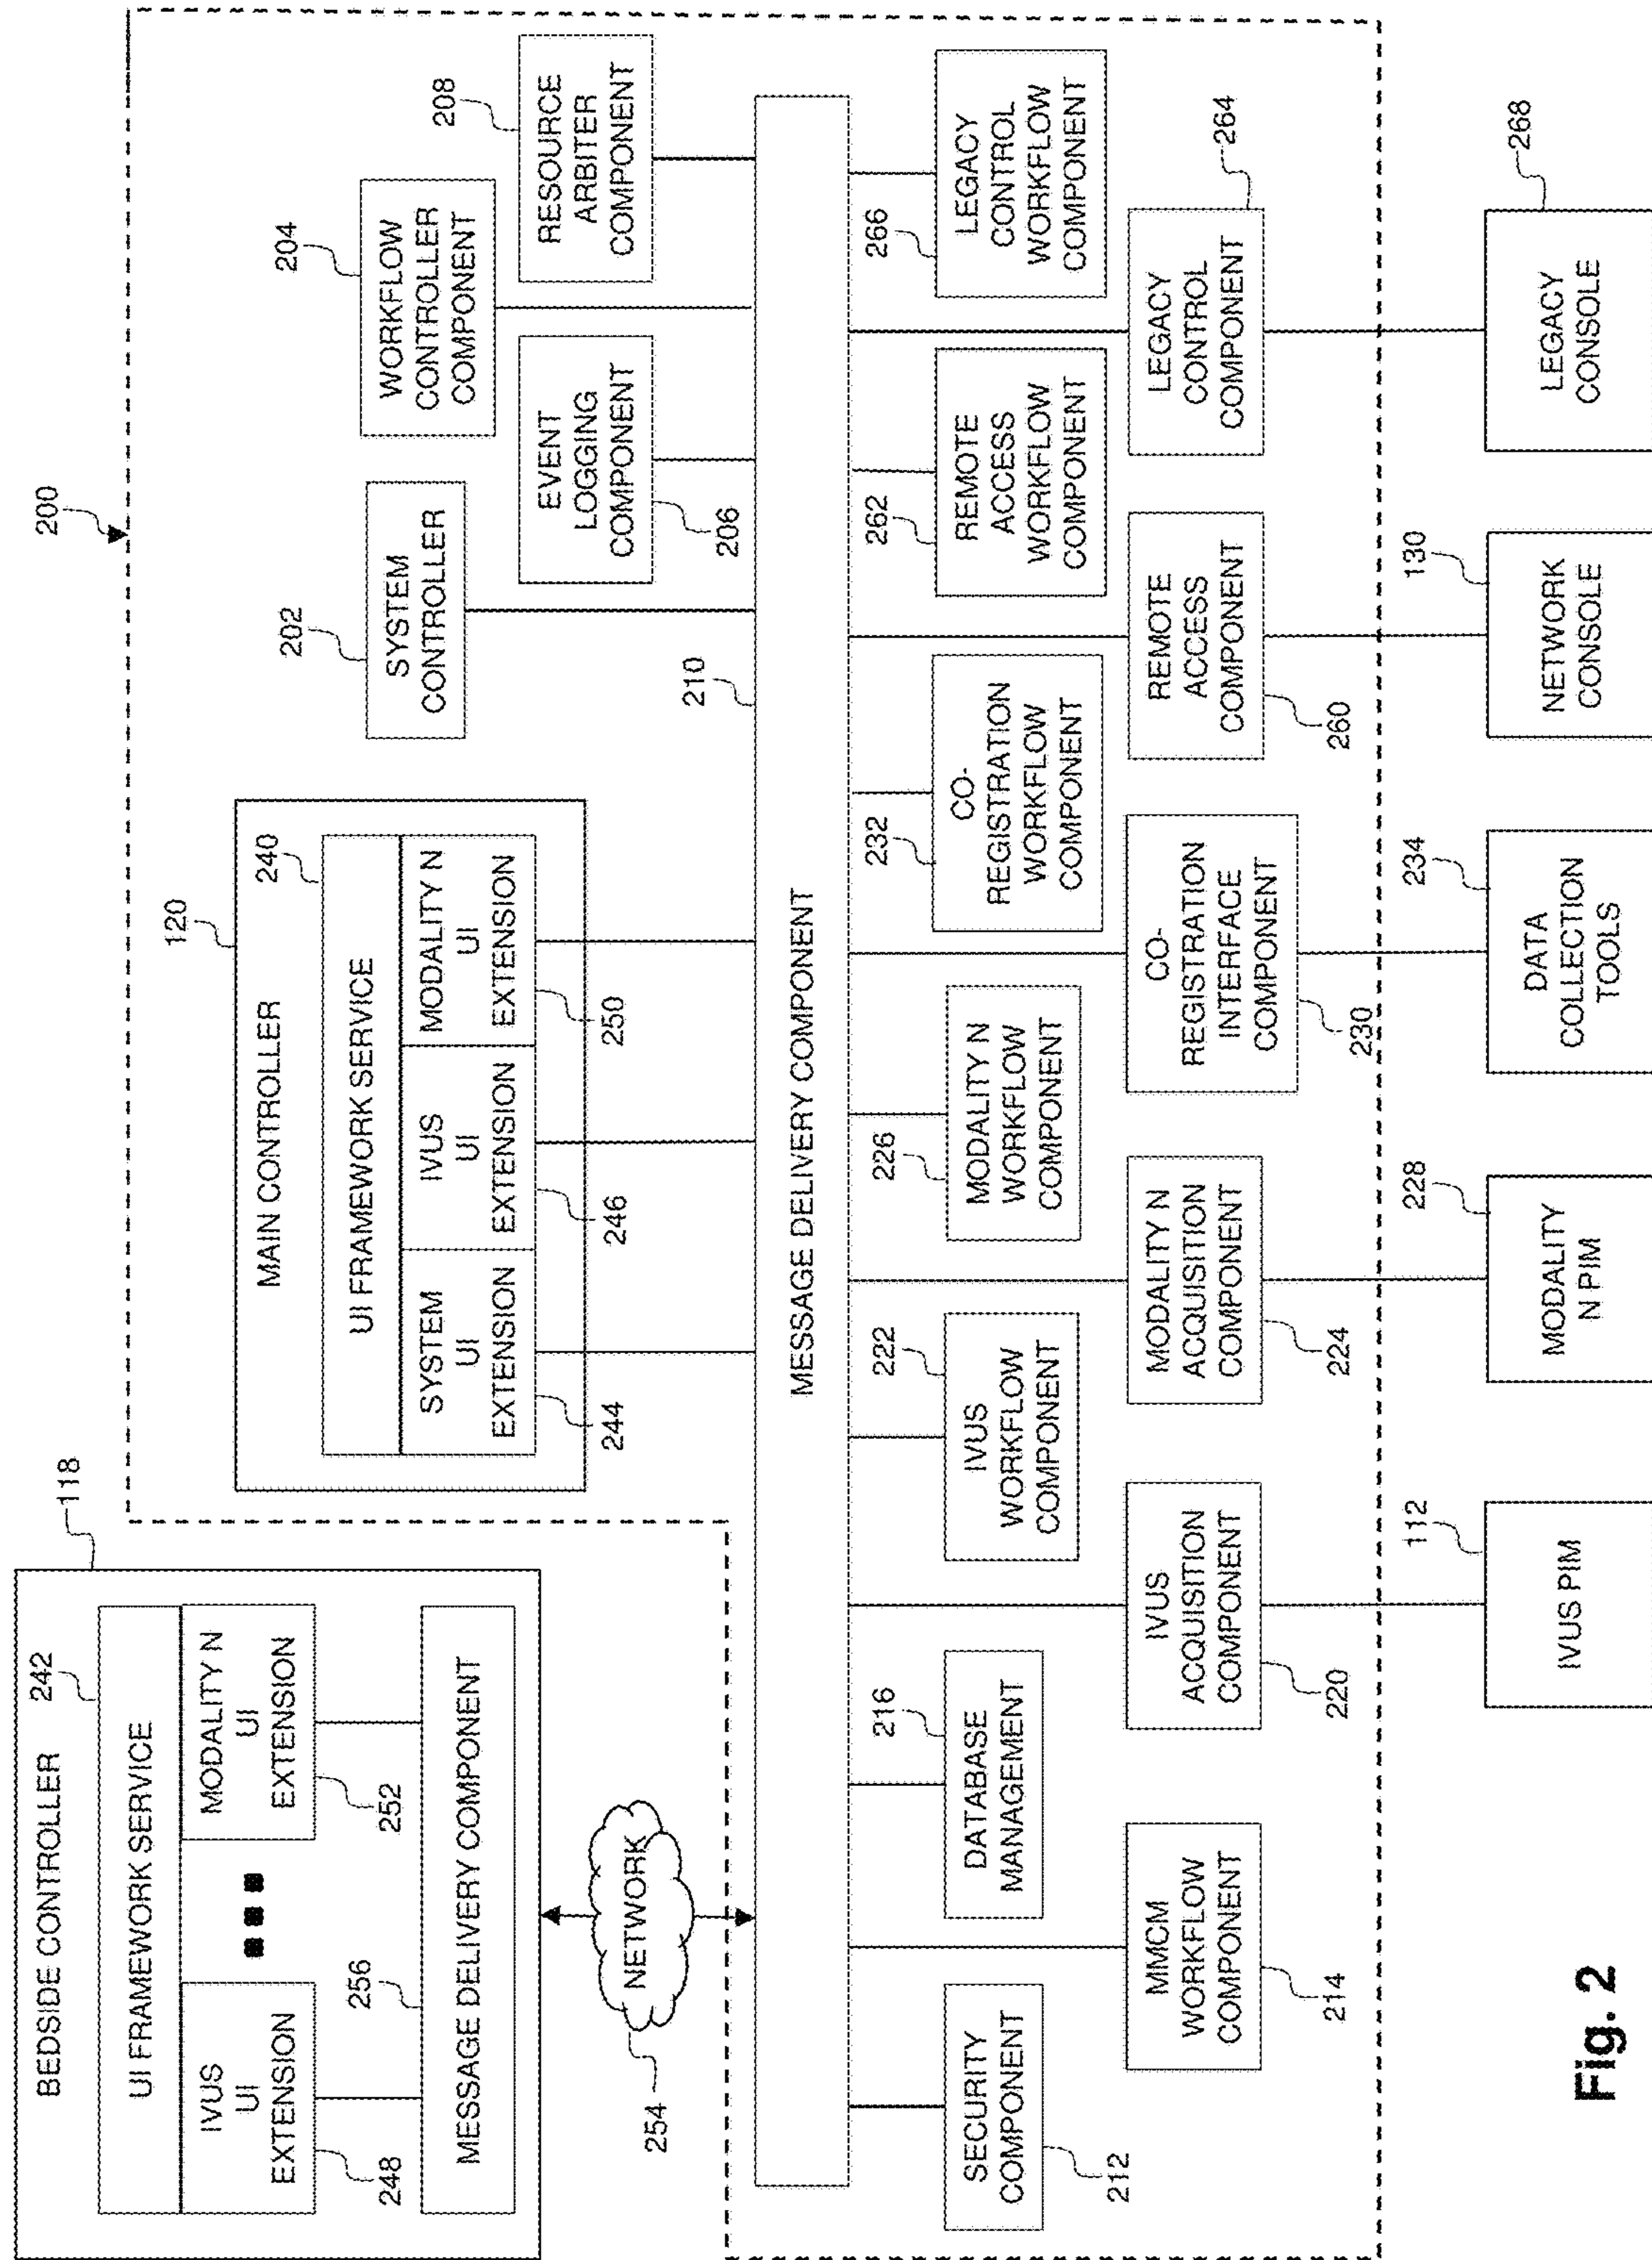 BEDSIDE CONTROLLER
118
242
UI FRAMEWORK SERVICE
IVUS
UI
EXTENSION
MODALITY N
UI
EXTENSION
248
256
252
MESSAGE DELIVERY COMPONENT
254
NETWORK
200
120
MAIN CONTROLLER
240
UI FRAMEWORK SERVICE
SYSTEM
UI
EXTENSION
IVUS
UI
EXTENSION
MODALITY N
UI
EXTENSION
244
246
250
202
SYSTEM
CONTROLLER
204
WORKFLOW
CONTROLLER
COMPONENT
EVENT
LOGGING
COMPONENT
206
208
RESOURCE
ARBITER
COMPONENT
210
MESSAGE DELIVERY COMPONENT
SECURITY
COMPONENT
212
216
DATABASE
MANAGEMENT
222
IVUS
WORKFLOW
COMPONENT
226
MODALITY N
WORKFLOW
COMPONENT
232
CO-
REGISTRATION
WORKFLOW
COMPONENT
262
REMOTE
ACCESS
WORKFLOW
COMPONENT
266
LEGACY
CONTROL
WORKFLOW
COMPONENT
MMCM
WORKFLOW
COMPONENT
214
IVUS
ACQUISITION
COMPONENT
220
MODALITY N
ACQUISITION
COMPONENT
224
CO-
REGISTRATION
INTERFACE
COMPONENT
230
REMOTE
ACCESS
COMPONENT
260
LEGACY
CONTROL
COMPONENT
264
112
IVUS PIM
228
MODALITY
N PIM
234
DATA
COLLECTION
TOOLS
130
NETWORK
CONSOLE
268
LEGACY
CONSOLE
Fig. 2